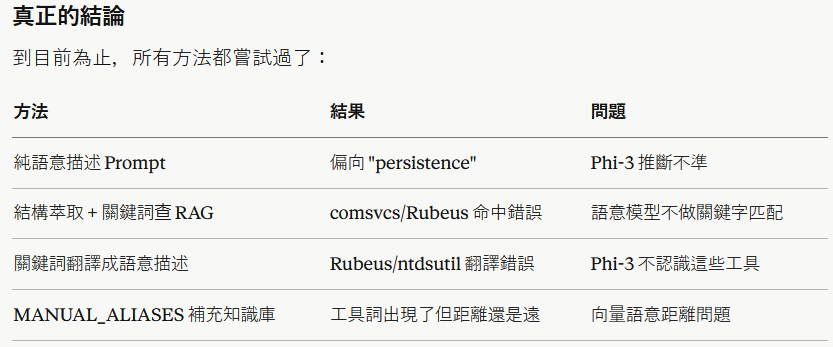 真正的結論
到目前為止，所有方法都嘗試過了：
方法 結果 問題
純語意描述 Prompt 偏向 "persistence" Phi-3 推斷不準
結構萃取 + 關鍵詞查 RAG comsvcs/Rubeus 命中錯誤 語意模型不做關鍵字匹配
關鍵詞翻譯成語意描述 Rubeus/ntdsutil 翻譯錯誤 Phi-3 不認識這些工具
MANUAL_ALIASES 補充知識庫 工具詞出現了但距離還是遠 向量語意距離問題